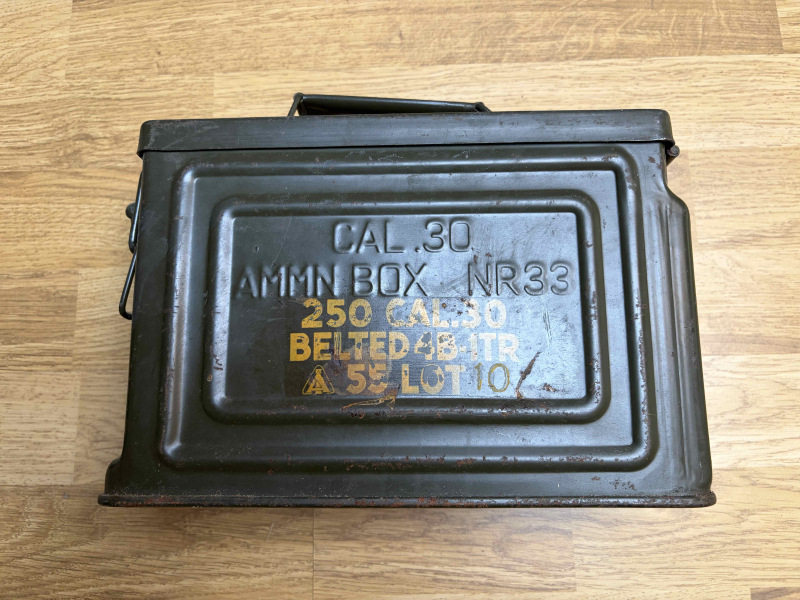 CAL .30
AMMN BOX NR33
250 CAL.30
BELTED 4B-1TR
55 LOT 10